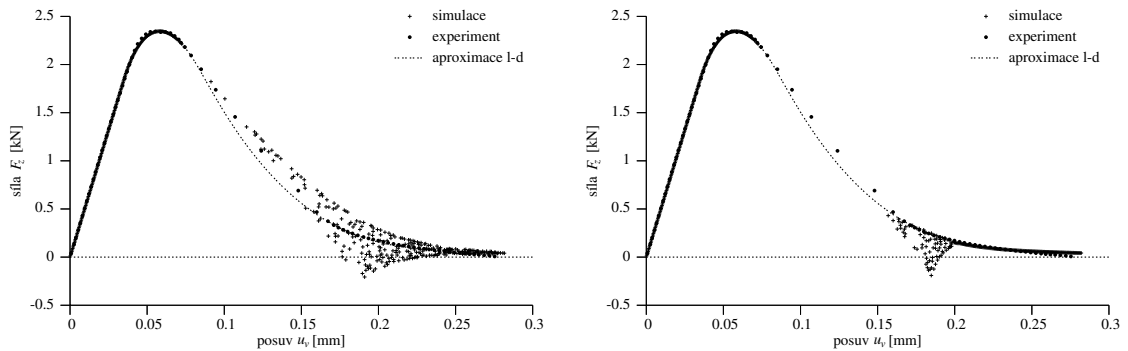 2.5
2
1.5
1
0.5
0
-0.5
síla F_z [kN]
0
0.05
0.1
0.15
0.2
0.25
0.3
posuv u_v [mm]
simulace
experiment
aproximace l-d
2.5
2
1.5
1
0.5
0
-0.5
síla F_z [kN]
0
0.05
0.1
0.15
0.2
0.25
0.3
posuv u_v [mm]
simulace
experiment
aproximace l-d